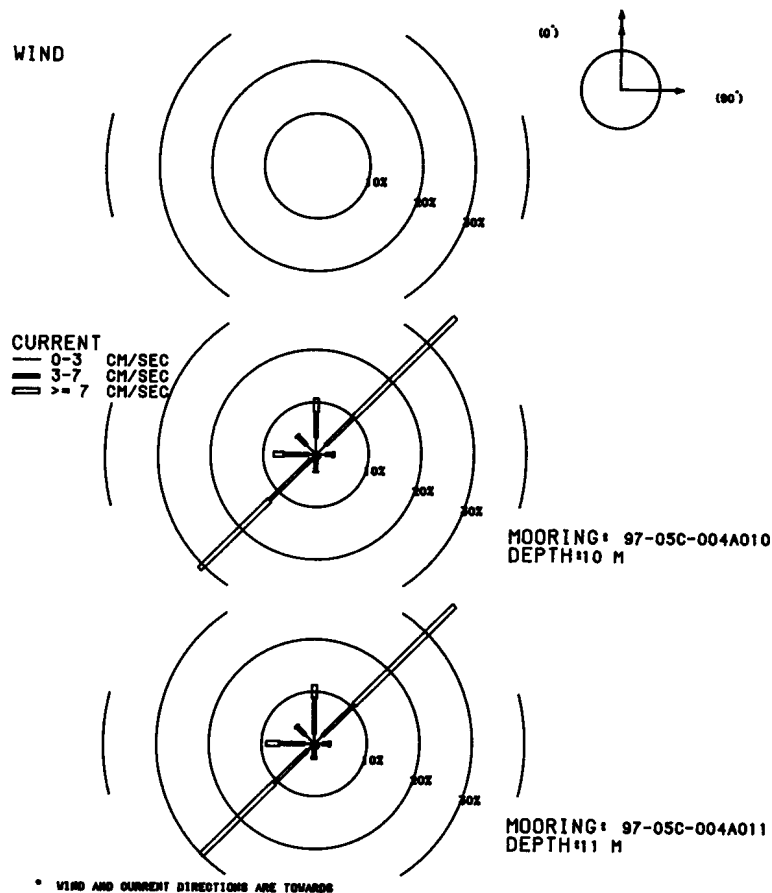 WIND
(0°)
(90°)
10%
20%
30%
CURRENT
0-3 CM/SEC
3-7 CM/SEC
>= 7 CM/SEC
10%
20%
30%
MOORING: 97-05C-004A010
DEPTH:10 M
10%
20%
30%
MOORING: 97-05C-004A011
DEPTH:11 M
* WIND AND CURRENT DIRECTIONS ARE TOWARDS